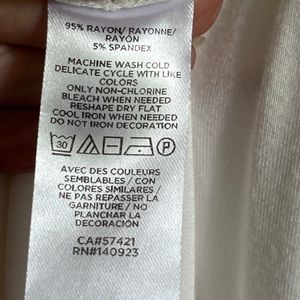 95% RAYON/RAYONNE/
RAYON
5% SPANDEX
MACHINE WASH COLD
DELICATE CYCLE WITH LIKE
COLORS
ONLY NON-CHLORINE
BLEACH WHEN NEEDED
RESHAPE DRY FLAT
COOL IRON WHEN NEEDED
DO NOT IRON DECORATION
30 P
AVEC DES COULEURS
SEMBLABLES / CON
COLORES SIMILARES /
NE PAS REPASSER LA
GARNITURE / NO
PLANCHAR LA
DECORACIÓN
CA#57421
RN#140923